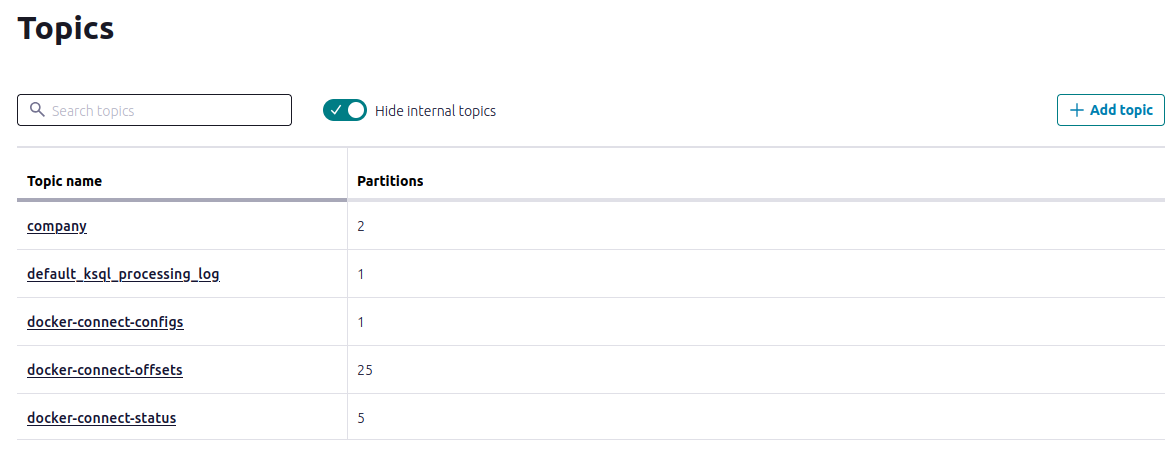 Topics
Search topics
Hide internal topics
Add topic
Topic name Partitions
company 2
default_ksql_processing_log 1
docker-connect-configs 1
docker-connect-offsets 25
docker-connect-status 5